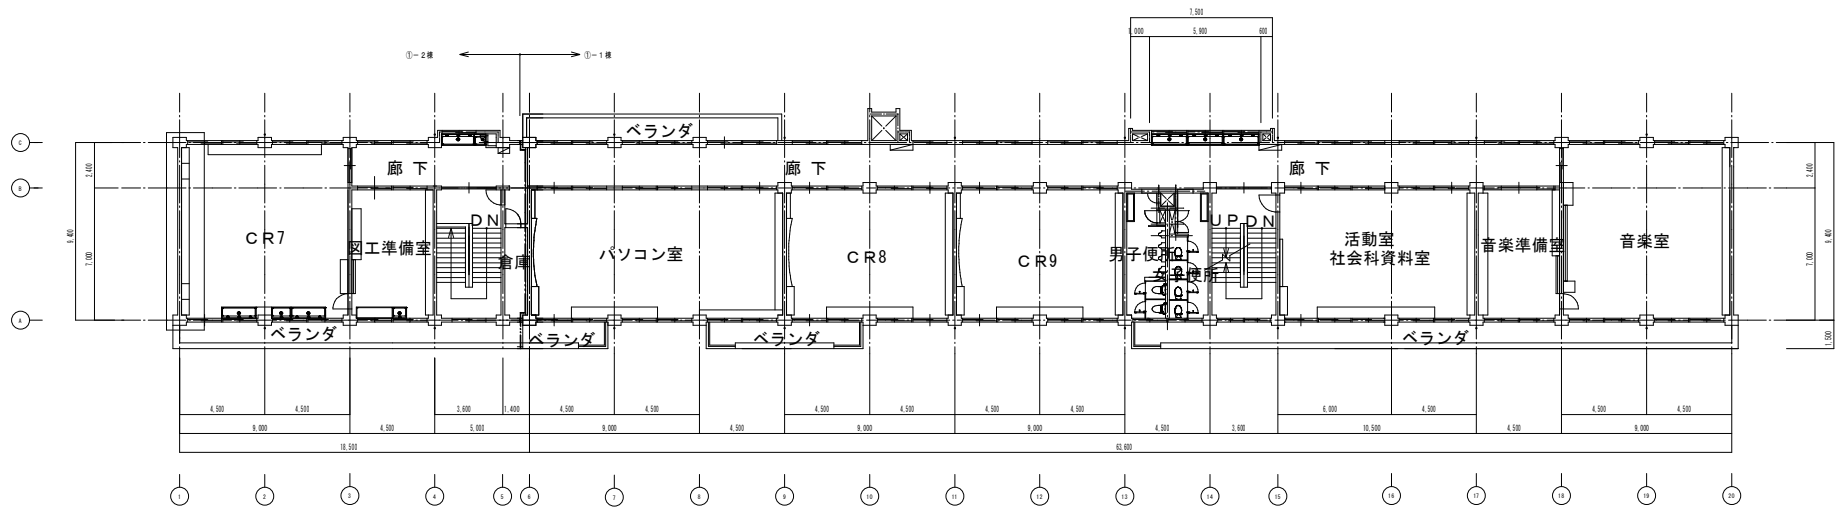 7,500
1,000 5,900 600
①-2棟 ①-1棟
ベランダ
C
B
A
2,400
7,000
9,400
廊下 廊下 廊下
2,400
7,000
9,400
1,500
CR7
図工準備室
DN
倉庫
パソコン室
CR8
CR9
男子便所
女子便所
UP DN
活動室
社会科資料室
音楽準備室
音楽室
ベランダ ベランダ ベランダ ベランダ
4,500 4,500 3,600 1,400 4,500 4,500 4,500 4,500 4,500 4,500 6,000 4,500 4,500 4,500
9,000 4,500 5,000 9,000 4,500 9,000 9,000 4,500 3,600 10,500 4,500 9,000
18,500 63,600
1 2 3 4 5 6 7 8 9 10 11 12 13 14 15 16 17 18 19 20